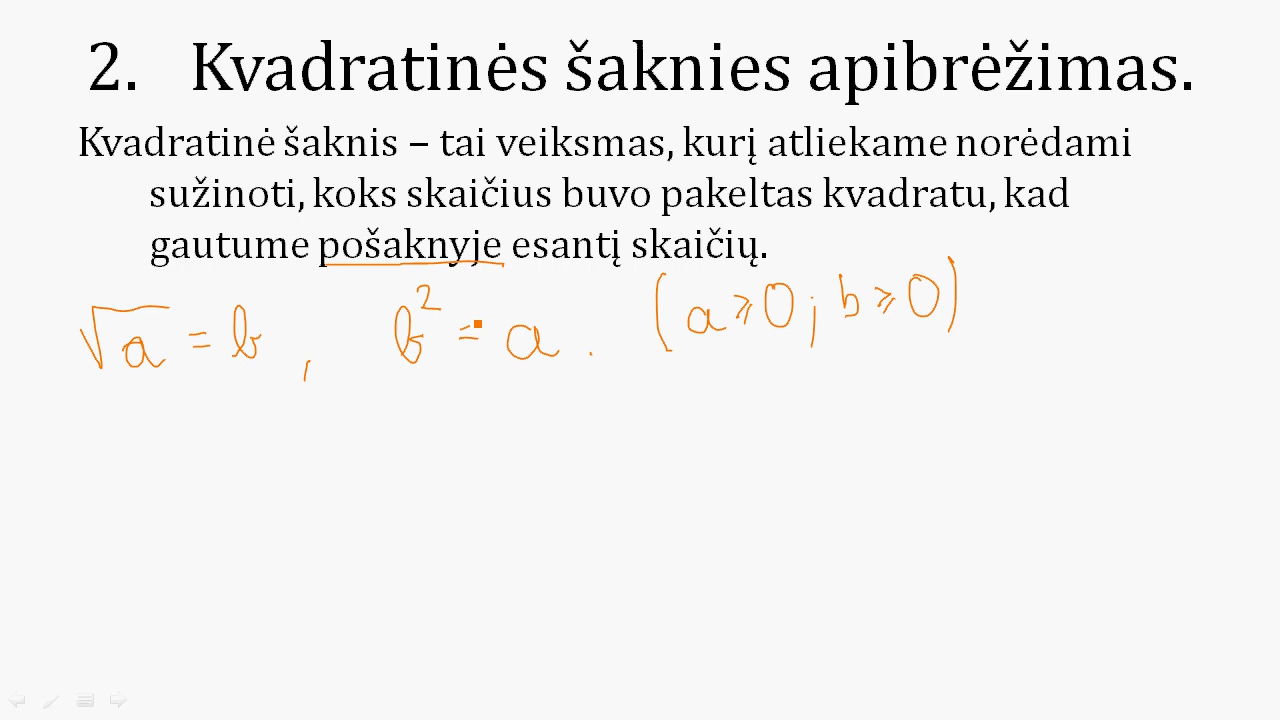 2. Kvadratinės šaknies apibrėžimas.
Kvadratinė šaknis – tai veiksmas, kurį atliekame norėdami
sužinoti, koks skaičius buvo pakeltas kvadratu, kad
gautume pošaknyje esantį skaičių.
√a = b, b² = a. (a ⩾ 0; b ⩾ 0)